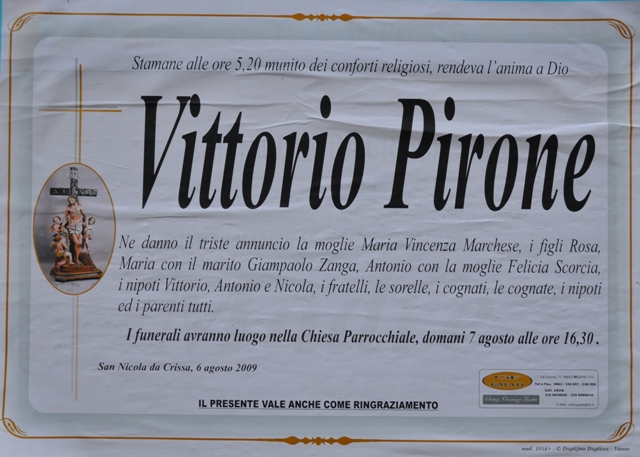 Stamane alle ore 5,20 munito dei conforti religiosi, rendeva l'anima a Dio
Vittorio Pirone
Ne danno il triste annuncio la moglie Maria Vincenza Marchese, i figli Rosa,
Maria con il marito Giampaolo Zanga, Antonio con la moglie Felicia Scorcia,
i nipoti Vittorio, Antonio e Nicola, i fratelli, le sorelle, i cognati, le cognate, i nipoti
ed i parenti tutti.
I funerali avranno luogo nella Chiesa Parrocchiale, domani 7 agosto alle ore 16,30.
San Nicola da Crissa, 6 agosto 2009
GALATI
IL PRESENTE VALE ANCHE COME RINGRAZIAMENTO